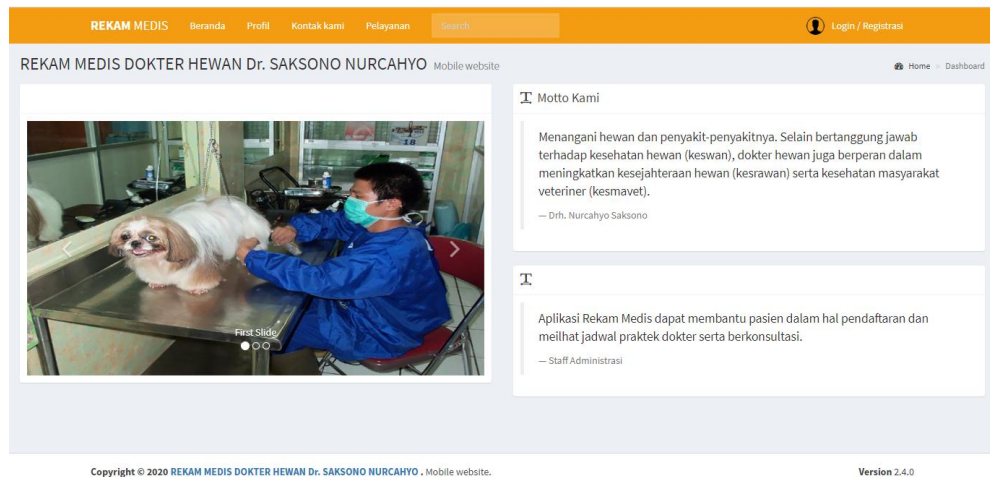 REKAM MEDIS Beranda Profil Kontak kami Pelayanan Search Login / Registrasi
REKAM MEDIS DOKTER HEWAN Dr. SAKSONO NURCAHYO Mobile website
Home > Dashboard
Motto Kami
Menangani hewan dan penyakit-penyakitnya. Selain bertanggung jawab
terhadap kesehatan hewan (keswan), dokter hewan juga berperan dalam
meningkatkan kesejahteraan hewan (kesrawan) serta kesehatan masyarakat
veteriner (kesmavet).
— Drh. Nurcahyo Saksono
18
First Slide
Aplikasi Rekam Medis dapat membantu pasien dalam hal pendaftaran dan
meilhat jadwal praktek dokter serta berkonsultasi.
— Staff Administrasi
Copyright © 2020 REKAM MEDIS DOKTER HEWAN Dr. SAKSONO NURCAHYO . Mobile website.
Version 2.4.0